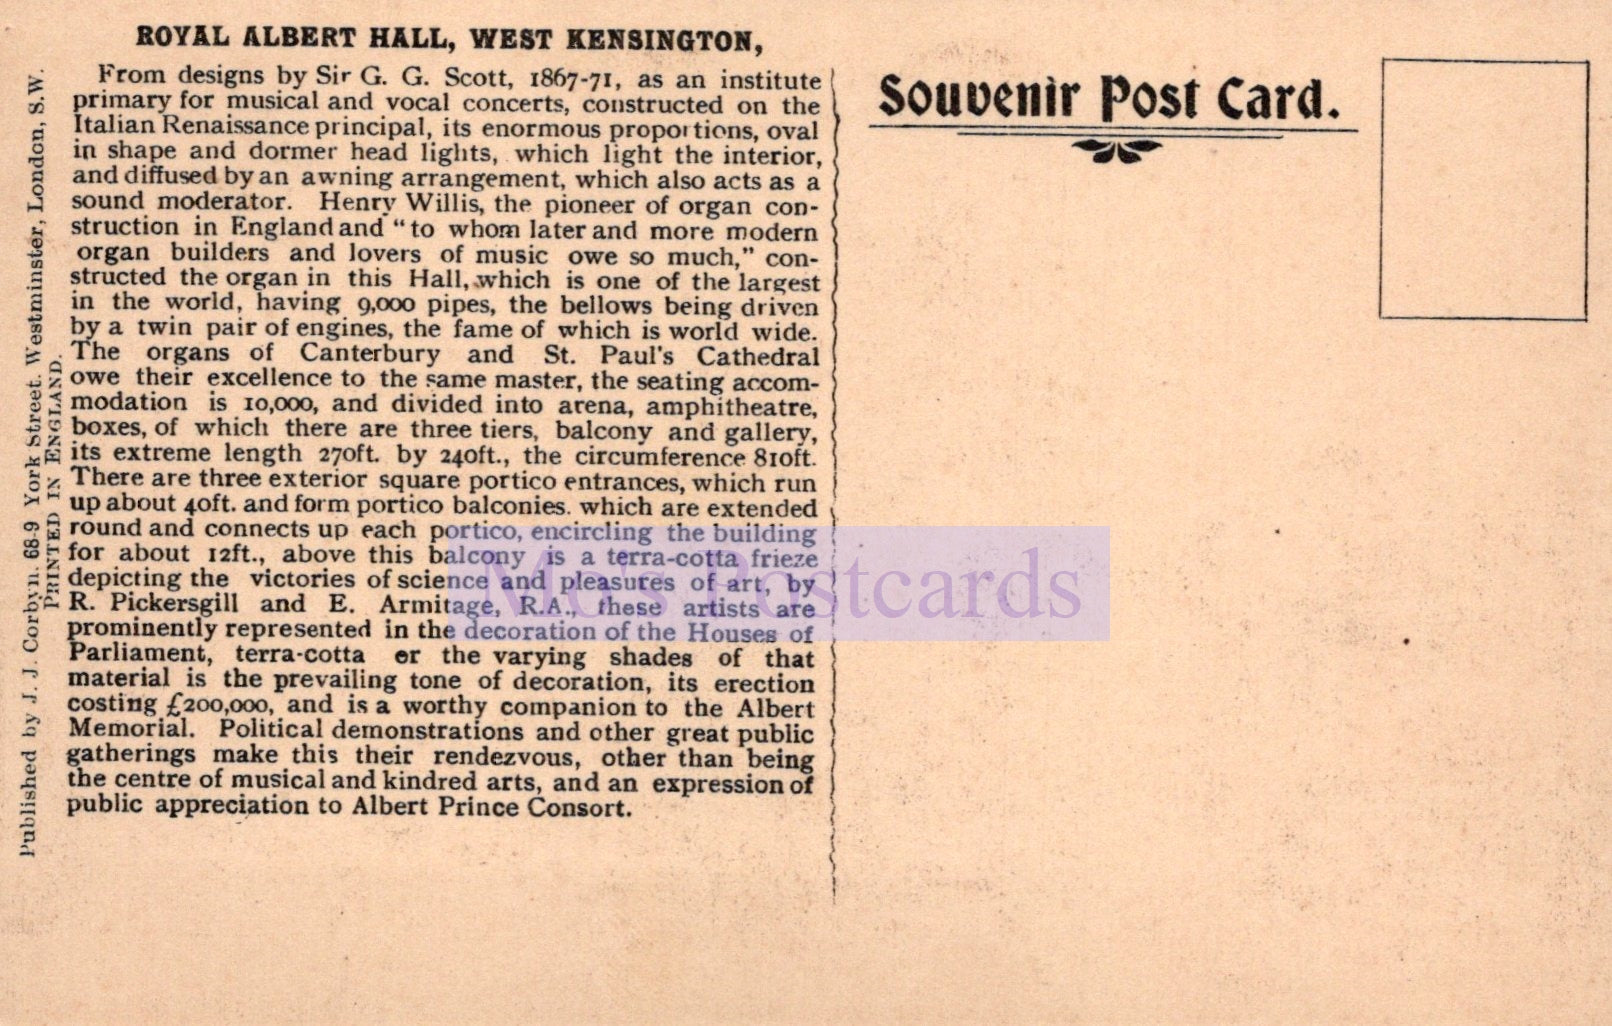 ROYAL ALBERT HALL, WEST KENSINGTON,
From designs by Sir G. G. Scott, 1867-71, as an institute
primary for musical and vocal concerts, constructed on the
Italian Renaissance principal, its enormous proportions, oval
in shape and dormer head lights, which light the interior,
and diffused by an awning arrangement, which also acts as a
sound moderator. Henry Willis, the pioneer of organ con-
struction in England and "to whom later and more modern
organ builders and lovers of music owe so much," con-
structed the organ in this Hall, which is one of the largest
in the world, having 9,000 pipes, the bellows being driven
by a twin pair of engines, the fame of which is world wide.
The organs of Canterbury and St. Paul's Cathedral
owe their excellence to the same master, the seating accom-
modation is 10,000, and divided into arena, amphitheatre,
boxes, of which there are three tiers, balcony and gallery,
its extreme length 270ft. by 240ft., the circumference 810ft.
There are three exterior square portico entrances, which run
up about 40ft. and form portico balconies. which are extended
round and connects up each portico, encircling the building
for about 12ft., above this balcony is a terra-cotta frieze
depicting the victories of science and pleasures of art, by
R. Pickersgill and E. Armitage, R.A., these artists are
prominently represented in the decoration of the Houses of
Parliament, terra-cotta or the varying shades of that
material is the prevailing tone of decoration, its erection
costing £200,000, and is a worthy companion to the Albert
Memorial. Political demonstrations and other great public
gatherings make this their rendezvous, other than being
the centre of musical and kindred arts, and an expression of
public appreciation to Albert Prince Consort.
Published by J. J. Corbyn. 68-9 York Street. Westminster, London, S.W.
PRINTED IN ENGLAND.
Souvenir Post Card.
Mo's Postcards